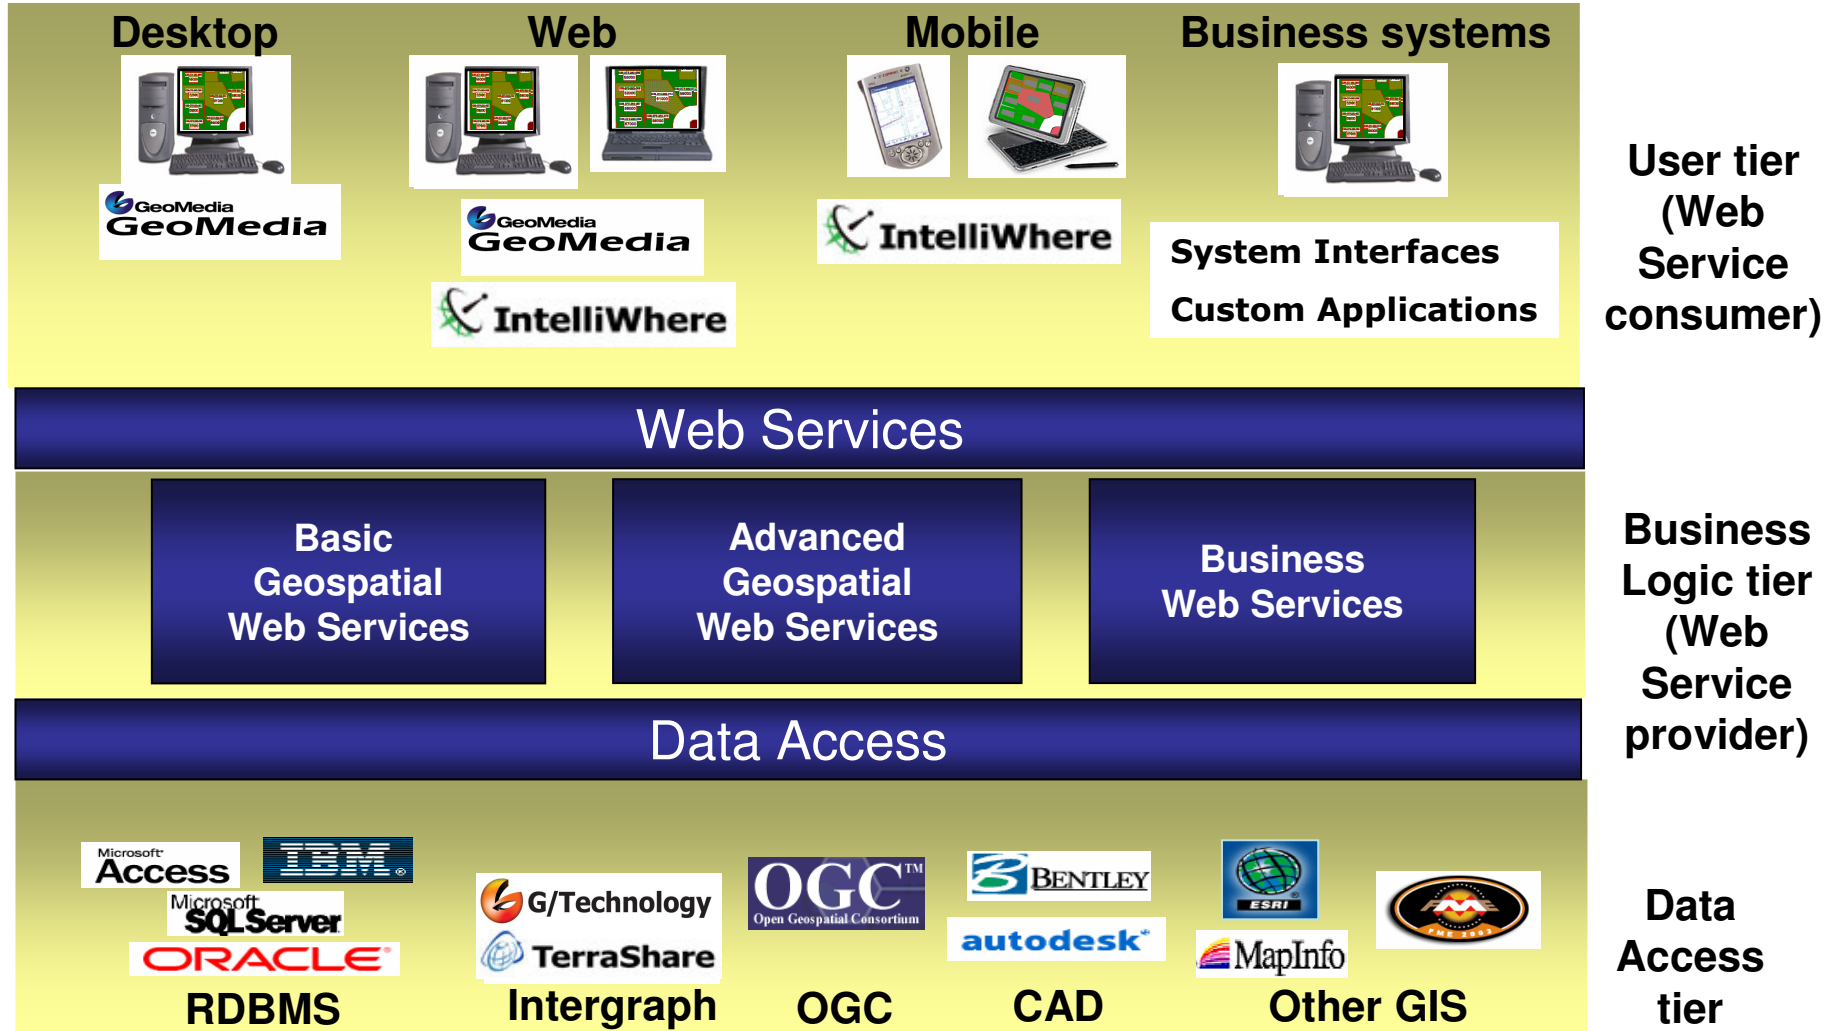 Desktop
Web
Mobile
Business systems
GeoMedia
GeoMedia
GeoMedia
GeoMedia
IntelliWhere
IntelliWhere
System Interfaces
Custom Applications
User tier
(Web
Service
consumer)
Web Services
Basic
Geospatial
Web Services
Advanced
Geospatial
Web Services
Business
Web Services
Business
Logic tier
(Web
Service
provider)
Data Access
Microsoft
Access
IBM®
Microsoft
SQL Server
ORACLE
RDBMS
G/Technology
TerraShare
Intergraph
OGC™
Open Geospatial Consortium
OGC
BENTLEY
autodesk
CAD
ESRI
MapInfo
FME
FME 2003
Other GIS
Data
Access
tier